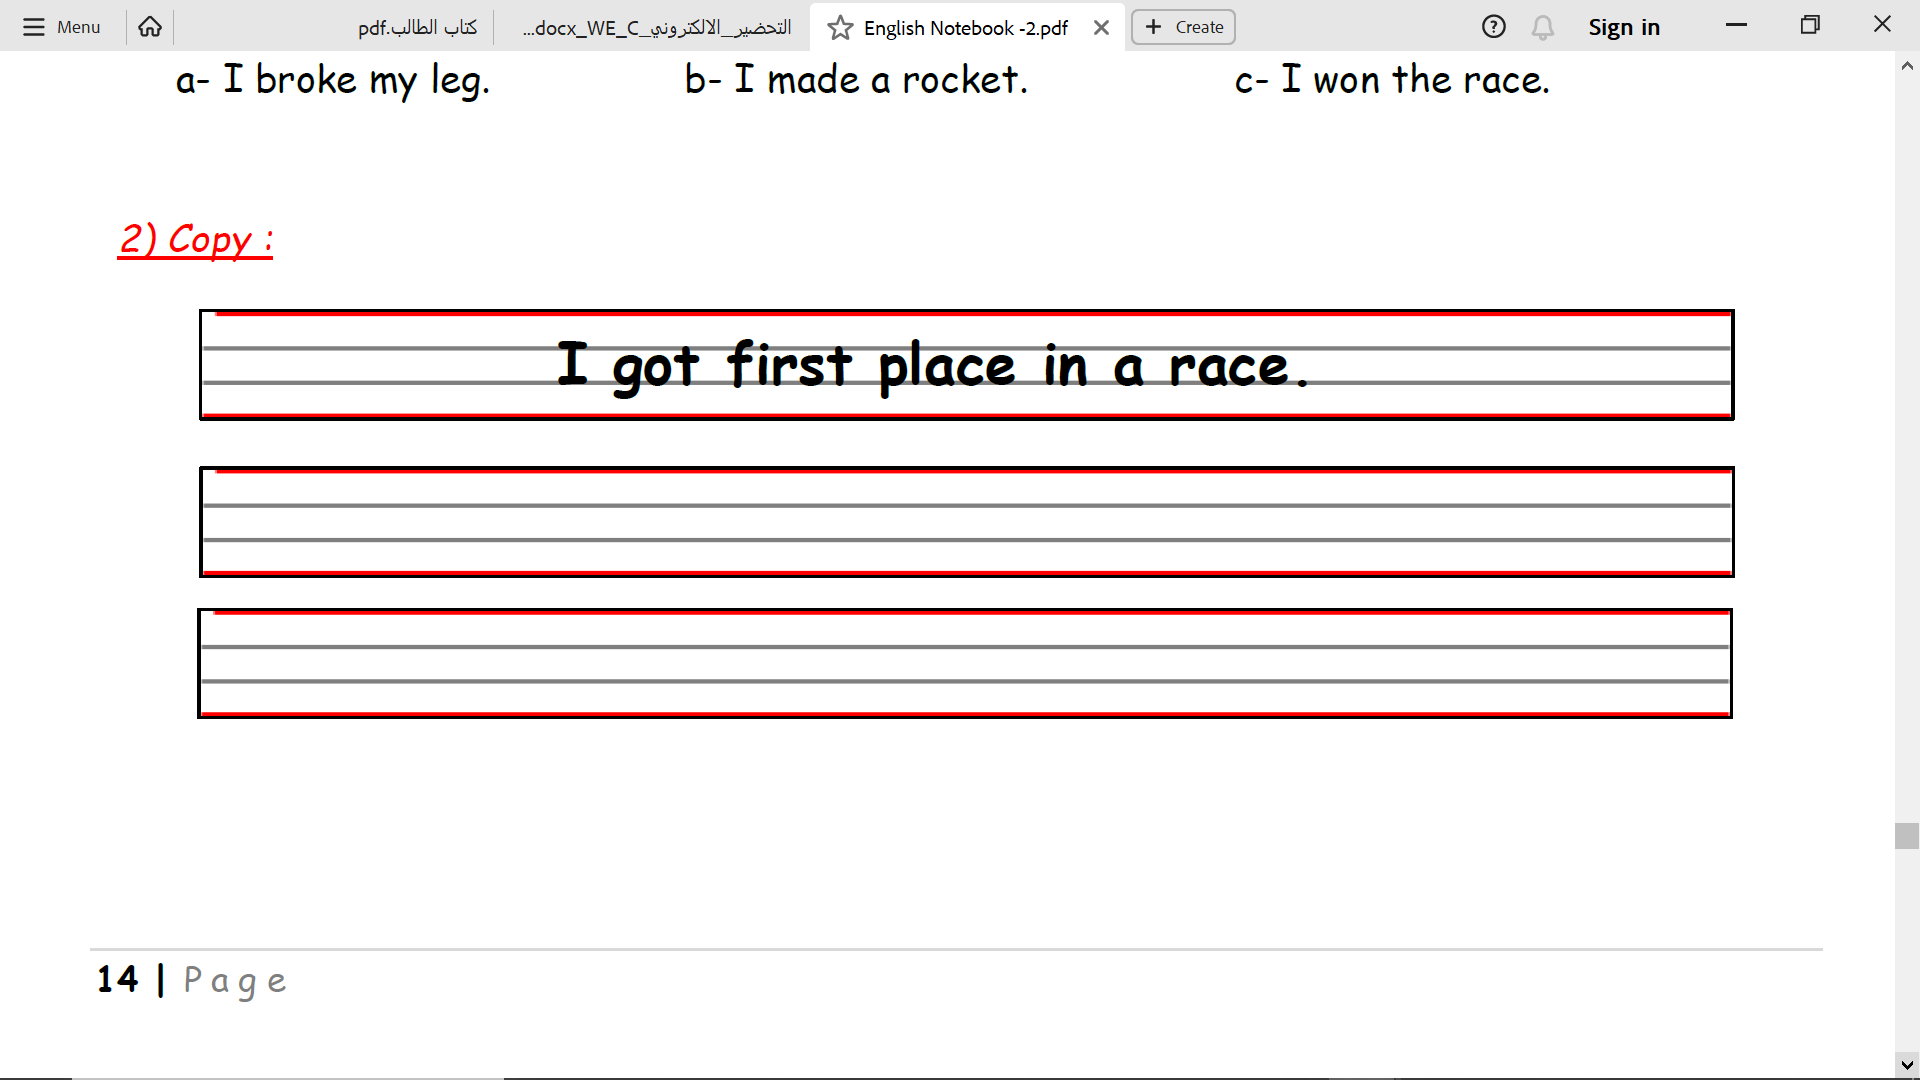 Menu
كتاب الطالب.pdf
التحضير_الالكتروني_docx_WE_C...
English Notebook -2.pdf
+ Create
Sign in
a- I broke my leg. b- I made a rocket. c- I won the race.
2) Copy :
I got first place in a race.
14 | Page